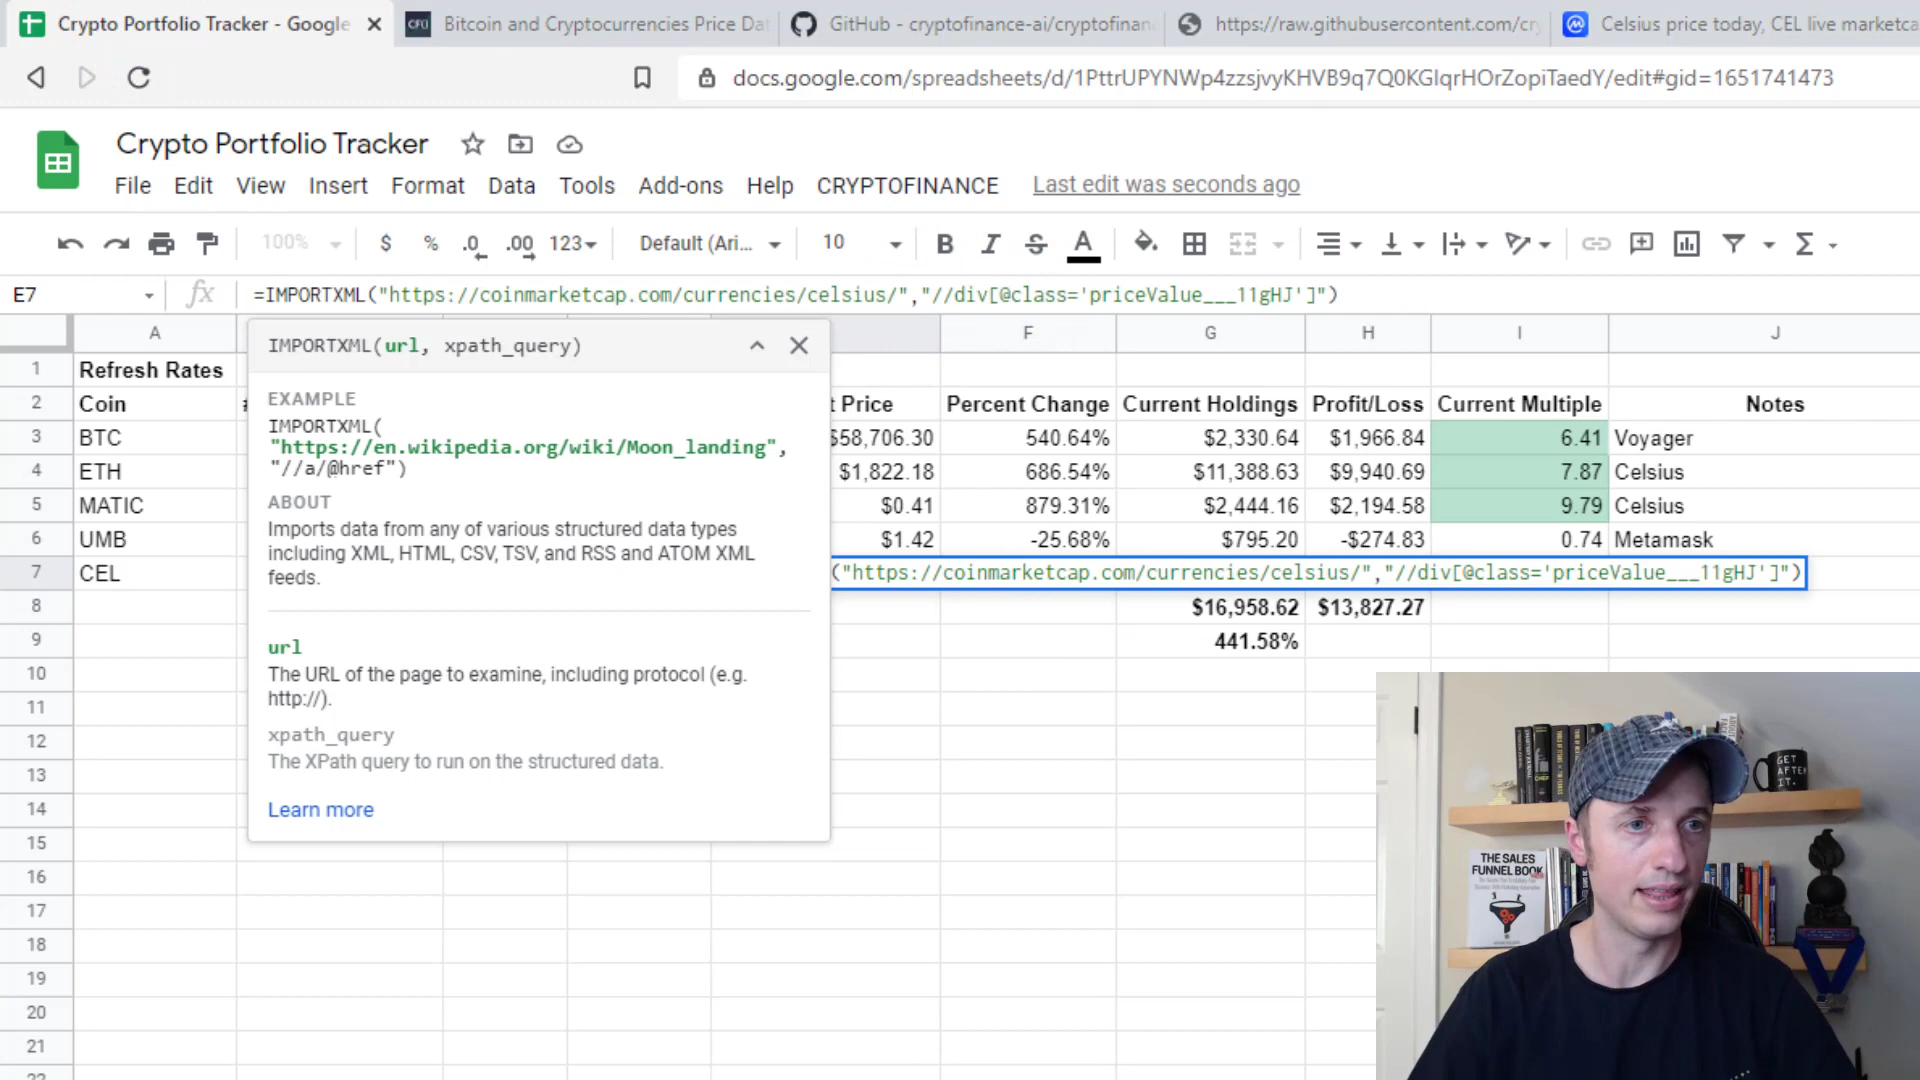 Crypto Portfolio Tracker - Google
Bitcoin and Cryptocurrencies Price Da
GitHub - cryptofinance-ai/cryptofinan
https://raw.githubusercontent.com/cry
Celsius price today, CEL live marketca
docs.google.com/spreadsheets/d/1PttrUPYNWp4zzsjvyKHVB9q7Q0KGIqrHOrZopiTaedY/edit#gid=1651741473
Crypto Portfolio Tracker
File Edit View Insert Format Data Tools Add-ons Help CRYPTOFINANCE Last edit was seconds ago
100% $ % .0 .00 123 Default (Ari... 10 B I S A Σ
E7 fx =IMPORTXML("https://coinmarketcap.com/currencies/celsius/","//div[@class='priceValue___11gHJ']")
A F G H I J
IMPORTXML(url, xpath_query)
EXAMPLE
IMPORTXML(
"https://en.wikipedia.org/wiki/Moon_landing",
"//a/@href")
ABOUT
Imports data from any of various structured data types
including XML, HTML, CSV, TSV, and RSS and ATOM XML
feeds.
url
The URL of the page to examine, including protocol (e.g.
http://).
xpath_query
The XPath query to run on the structured data.
Learn more
1 Refresh Rates
2 Coin t Price Percent Change Current Holdings Profit/Loss Current Multiple Notes
3 BTC $58,706.30 540.64% $2,330.64 $1,966.84 6.41 Voyager
4 ETH $1,822.18 686.54% $11,388.63 $9,940.69 7.87 Celsius
5 MATIC $0.41 879.31% $2,444.16 $2,194.58 9.79 Celsius
6 UMB $1.42 -25.68% $795.20 -$274.83 0.74 Metamask
7 CEL ("https://coinmarketcap.com/currencies/celsius/","//div[@class='priceValue___11gHJ']")
8 $16,958.62 $13,827.27
9 441.58%
10
11
12
13
14
15
16
17
18
19
20
21
22
GET
AFTER
IT.
THE SALES
FUNNEL BOOK